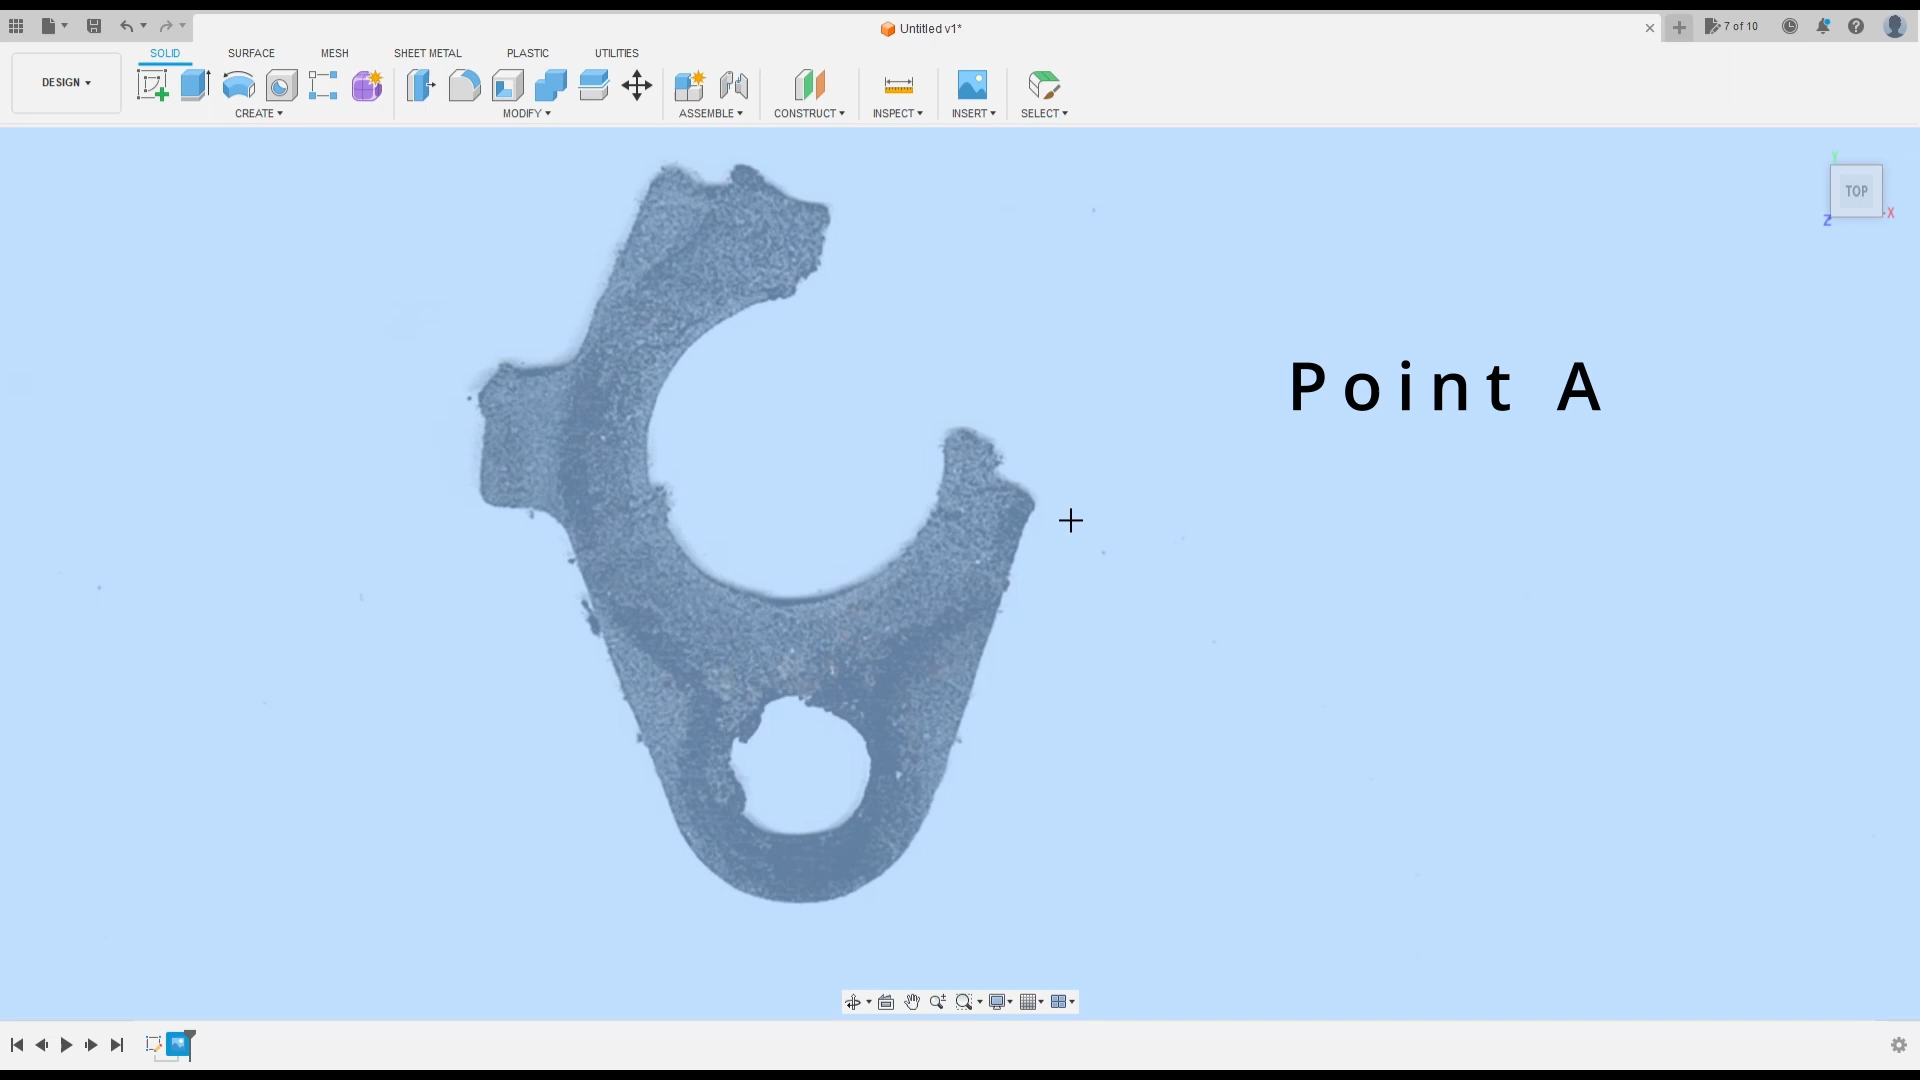 Untitled v1*
7 of 10
SOLID SURFACE MESH SHEET METAL PLASTIC UTILITIES
DESIGN
CREATE MODIFY ASSEMBLE CONSTRUCT INSPECT INSERT SELECT
Y
TOP
X
Z
Point A